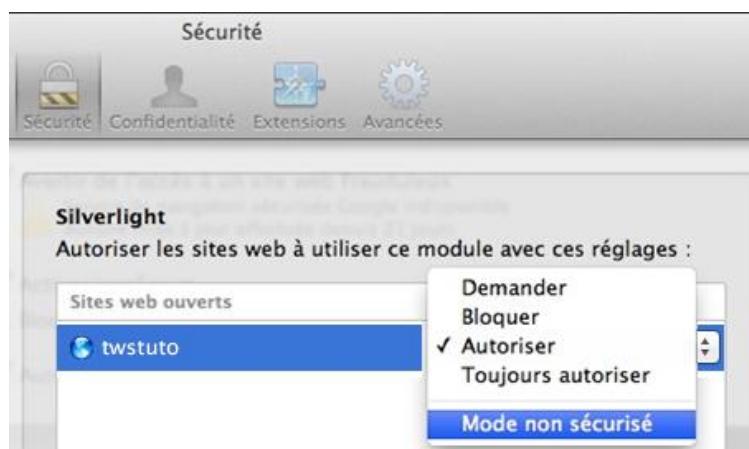 Sécurité
Sécurité Confidentialité Extensions Avancées
Silverlight
Autoriser les sites web à utiliser ce module avec ces réglages :
Sites web ouverts
twstuto
Demander
Bloquer
✓ Autoriser
Toujours autoriser
Mode non sécurisé